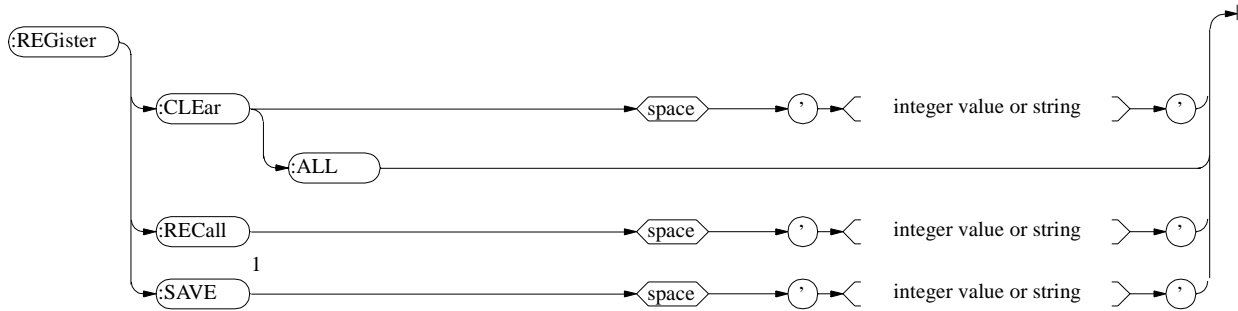 :REGister
:CLEar space ’ integer value or string ’
:ALL
:RECall space ’ integer value or string ’
1
:SAVE space ’ integer value or string ’